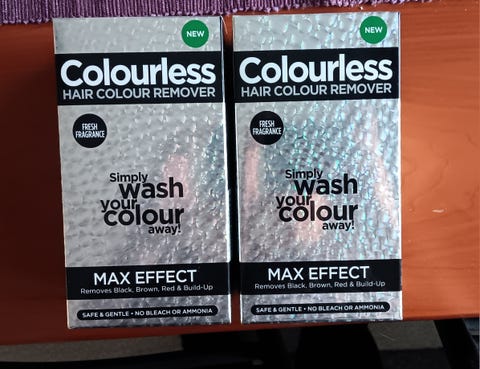 NEW
Colourless
HAIR COLOUR REMOVER
FRESH
FRAGRANCE
Simply
wash
your
colour
away!
MAX EFFECT
Removes Black, Brown, Red & Build-Up
SAFE & GENTLE • NO BLEACH OR AMMONIA
NEW
Colourless
HAIR COLOUR REMOVER
FRESH
FRAGRANCE
Simply
wash
your
colour
away!
MAX EFFECT
Removes Black, Brown, Red & Build-Up
SAFE & GENTLE • NO BLEACH OR AMMONIA